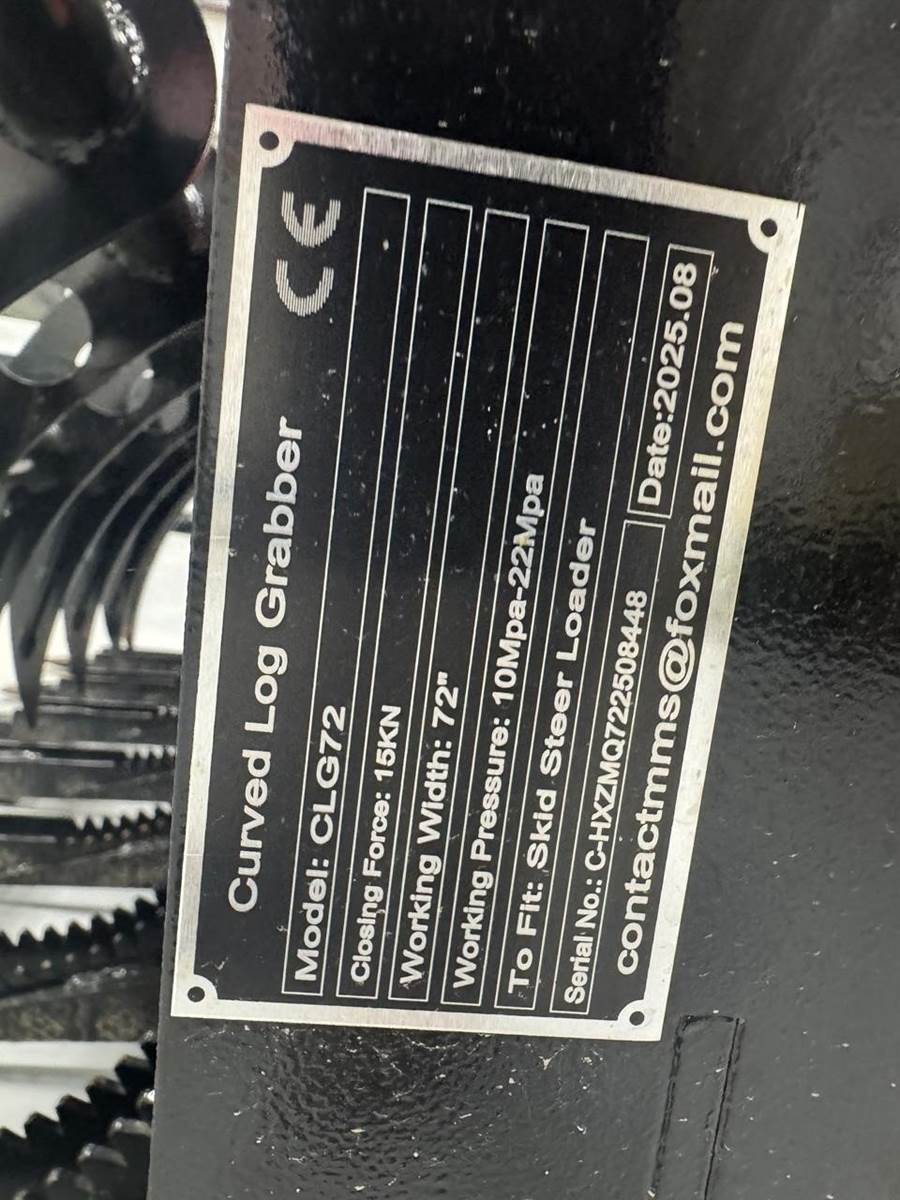 Curved Log Grabber CE
Model: CLG72
Closing Force: 15KN
Working Width: 72"
Working Pressure: 10Mpa-22Mpa
To Fit: Skid Steer Loader
Serial No.: C-HXZMQ722508448 Date:2025.08
contactmms@foxmail.com